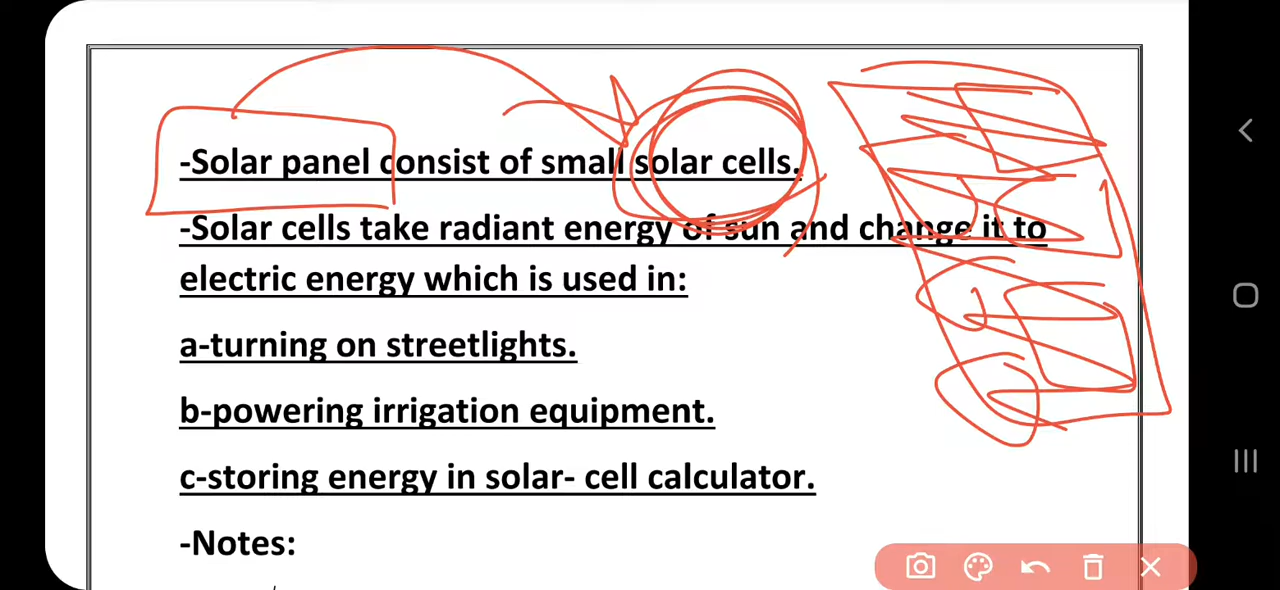 -Solar panel consist of small solar cells.
-Solar cells take radiant energy of sun and change it to
electric energy which is used in:
a-turning on streetlights.
b-powering irrigation equipment.
c-storing energy in solar- cell calculator.
-Notes: